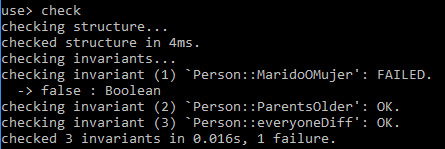 use> check
checking structure...
checked structure in 4ms.
checking invariants...
checking invariant (1) `Person::MaridoOMujer': FAILED.
  -> false : Boolean
checking invariant (2) `Person::ParentsOlder': OK.
checking invariant (3) `Person::everyoneDiff': OK.
checked 3 invariants in 0.016s, 1 failure.